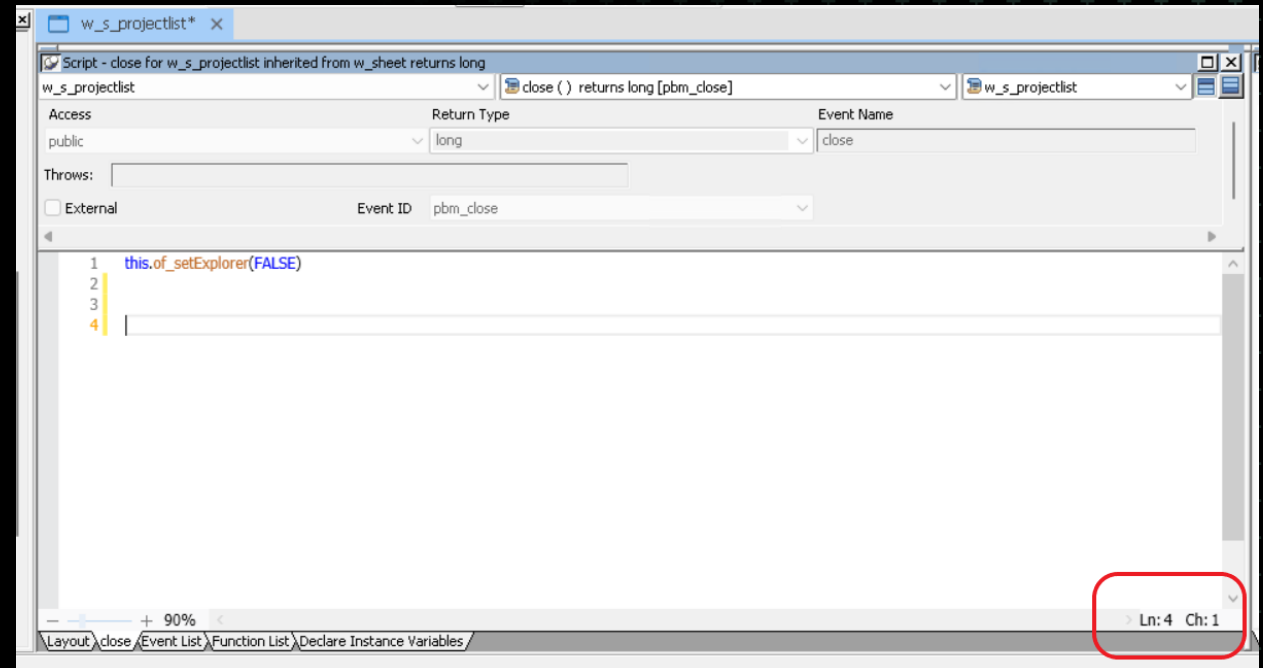 w_s_projectlist*
Script - close for w_s_projectlist inherited from w_sheet returns long
w_s_projectlist close ( ) returns long [pbm_close] w_s_projectlist
Access Return Type Event Name
public long close
Throws:
External Event ID pbm_close
1 this.of_setExplorer(FALSE)
2
3
4
90% Ln: 4 Ch: 1
Layout close Event List Function List Declare Instance Variables